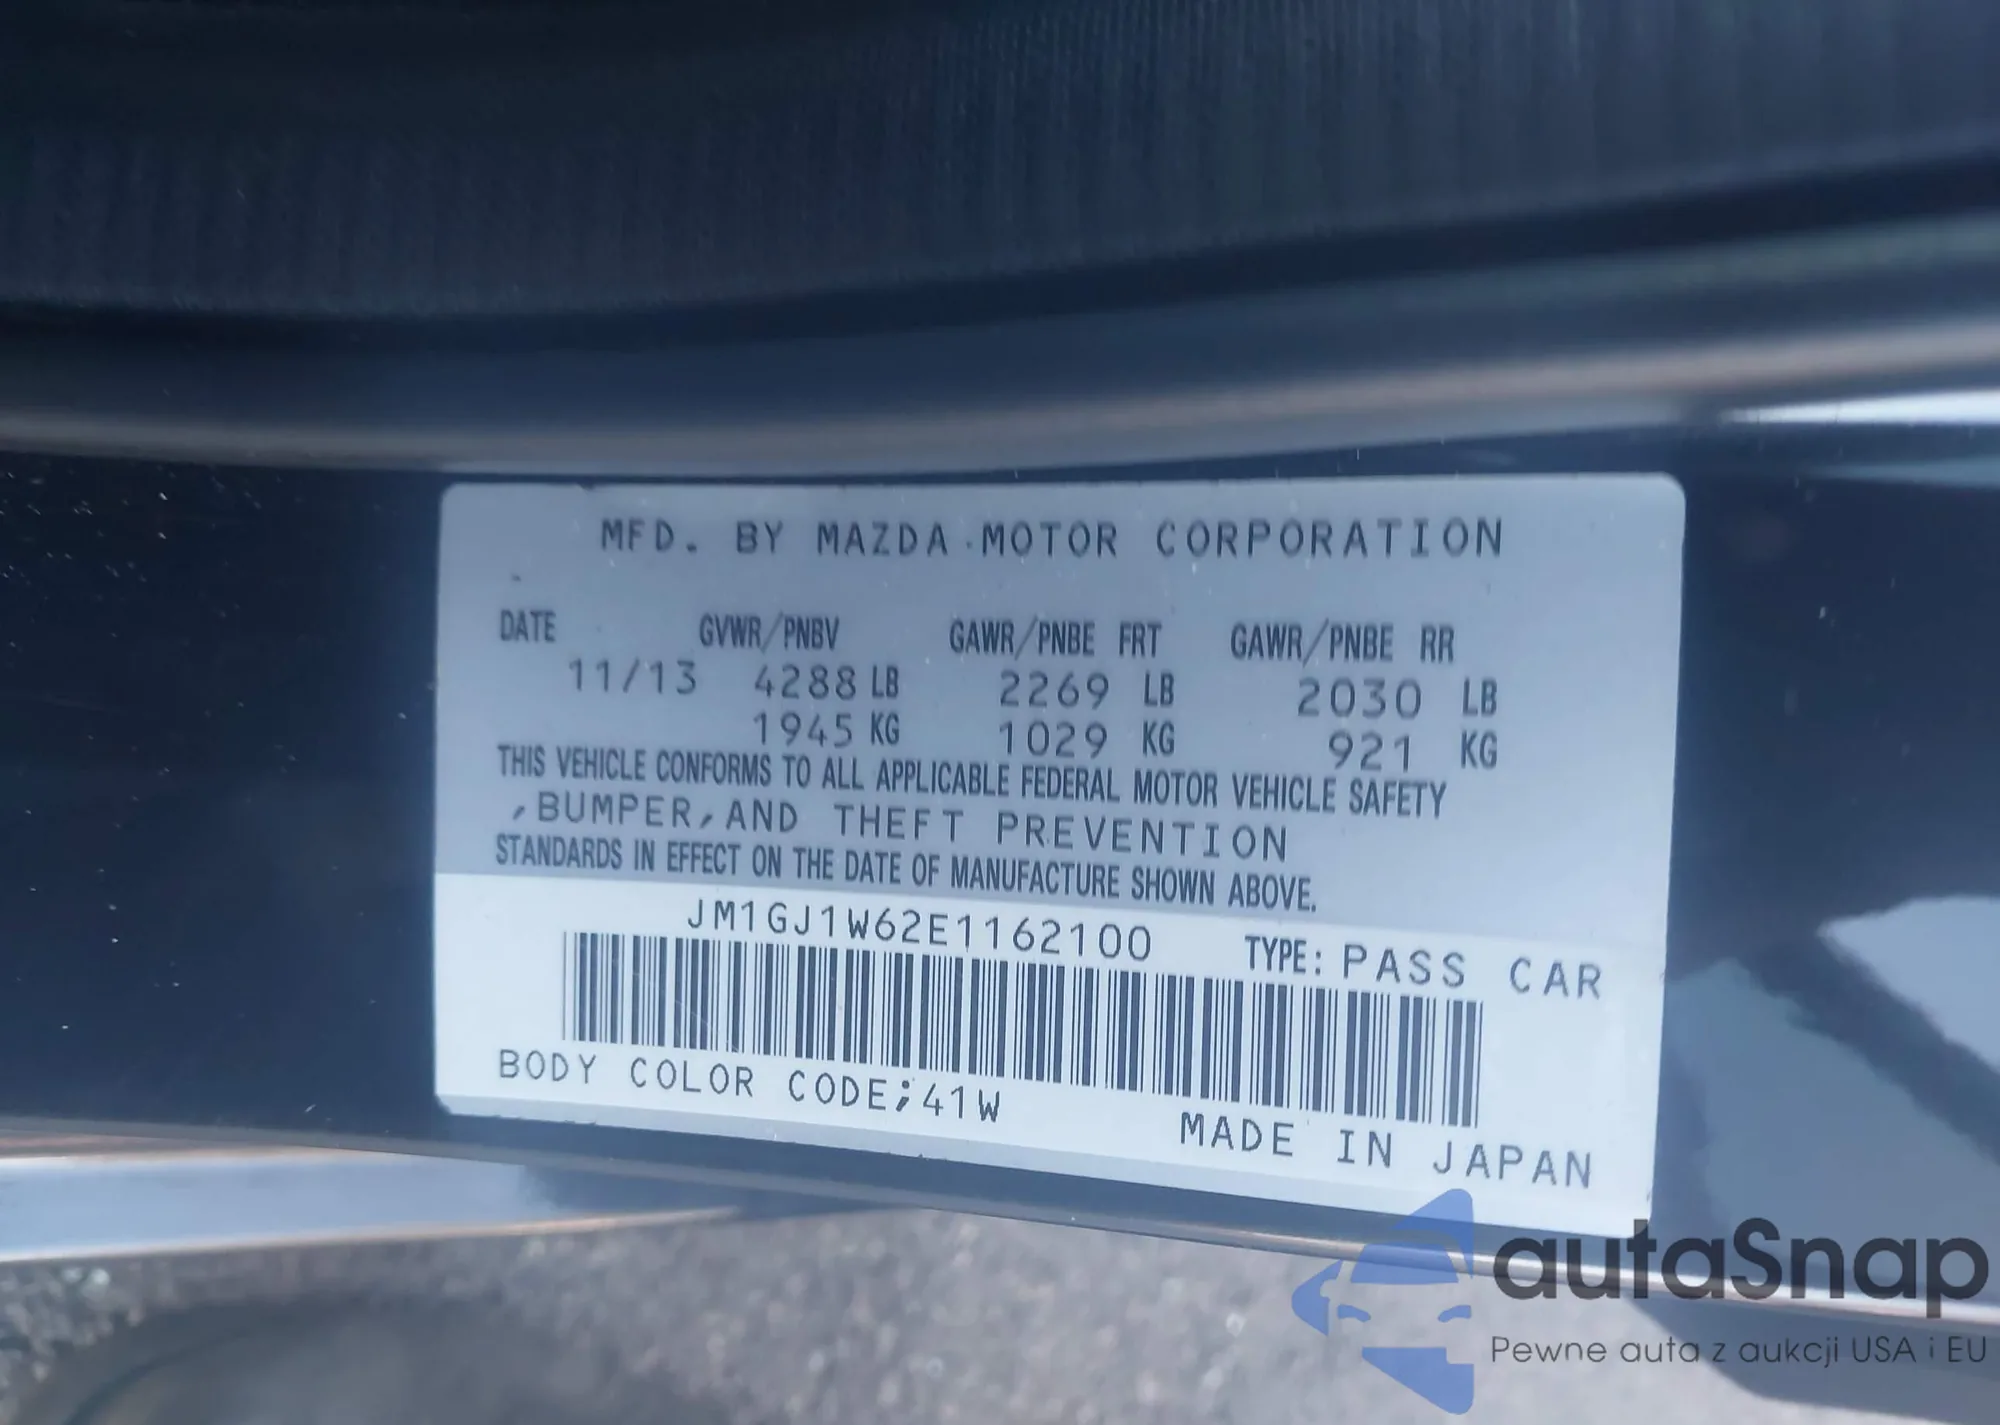 MFD. BY MAZDA MOTOR CORPORATION
DATE GVWR/PNBV GAWR/PNBE FRT GAWR/PNBE RR
11/13 4288 LB 2269 LB 2030 LB
1945 KG 1029 KG 921 KG
THIS VEHICLE CONFORMS TO ALL APPLICABLE FEDERAL MOTOR VEHICLE SAFETY
,BUMPER,AND THEFT PREVENTION
STANDARDS IN EFFECT ON THE DATE OF MANUFACTURE SHOWN ABOVE.
JM1GJ1W62E1162100 TYPE: PASS CAR
BODY COLOR CODE;41W
MADE IN JAPAN
autaSnap
Pewne auta z aukcji USA i EU